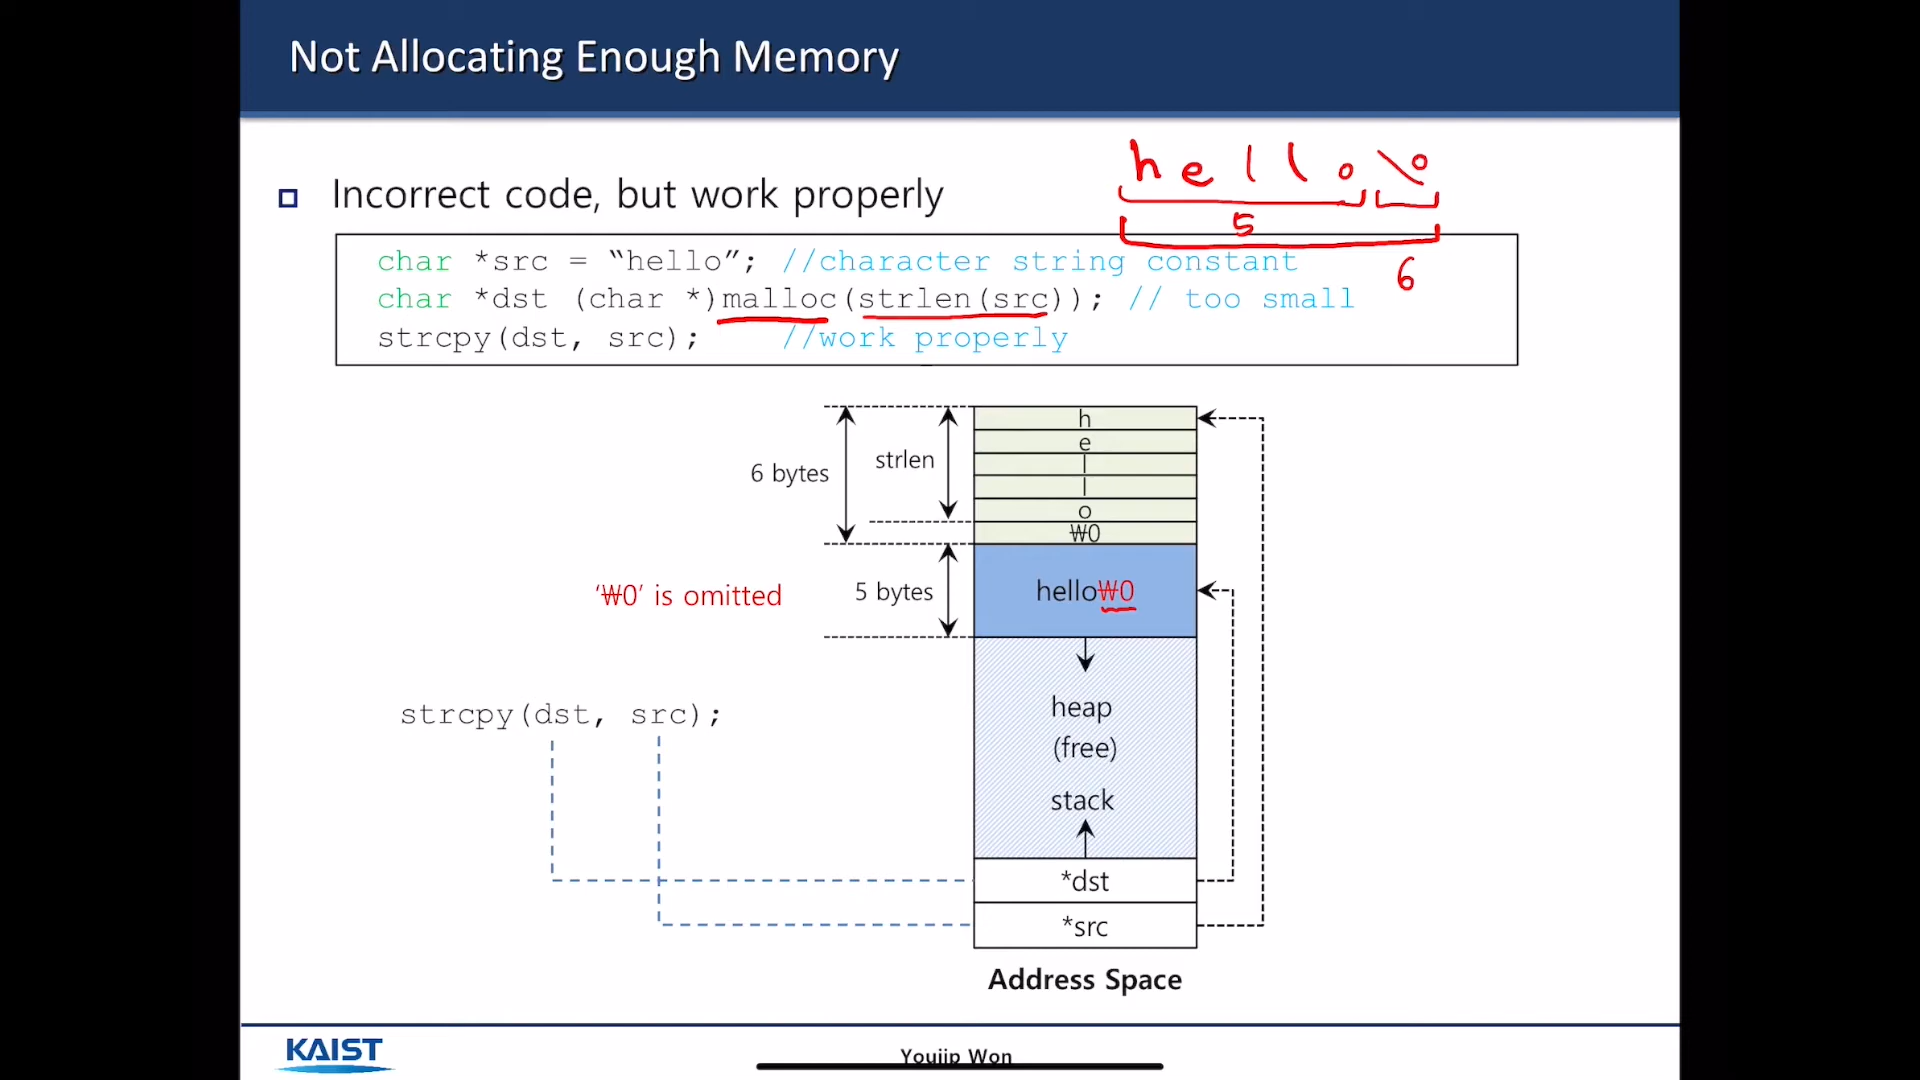 Not Allocating Enough Memory
h e l l o \0
Incorrect code, but work properly
5
char *src = “hello”; //character string constant
6
char *dst (char *)malloc(strlen(src)); // too small
strcpy(dst, src); //work properly
h
e
l
l
o
₩0
6 bytes
strlen
‘₩0’ is omitted
5 bytes
hello₩0
strcpy(dst, src);
heap
(free)
stack
*dst
*src
Address Space
KAIST
Youjip Won